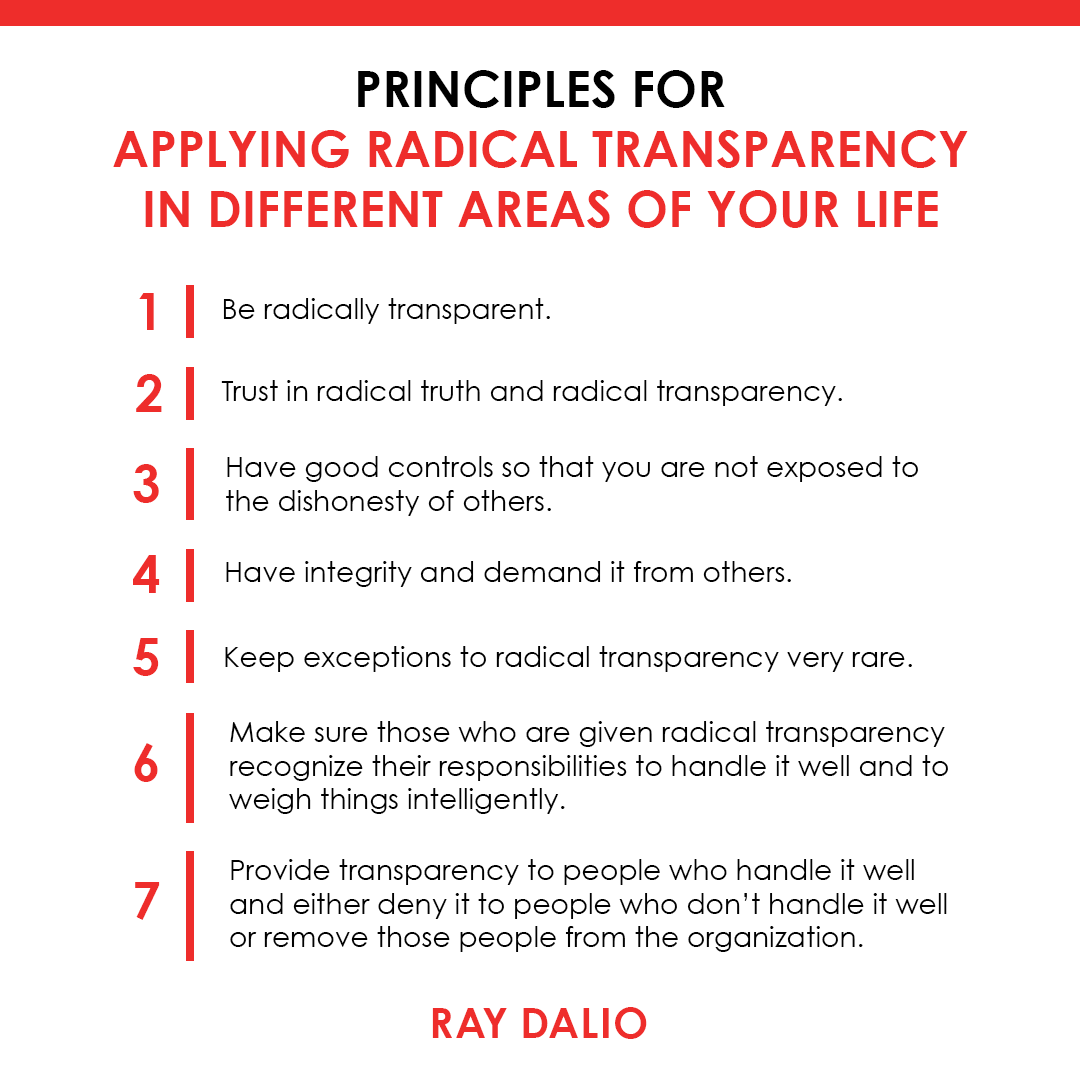 PRINCIPLES FOR
APPLYING RADICAL TRANSPARENCY
IN DIFFERENT AREAS OF YOUR LIFE
1
Be radically transparent.
2
Trust in radical truth and radical transparency.
3
Have good controls so that you are not exposed to
the dishonesty of others.
4
Have integrity and demand it from others.
5
Keep exceptions to radical transparency very rare.
6
Make sure those who are given radical transparency
recognize their responsibilities to handle it well and to
weigh things intelligently.
7
Provide transparency to people who handle it well
and either deny it to people who don’t handle it well
or remove those people from the organization.
RAY DALIO